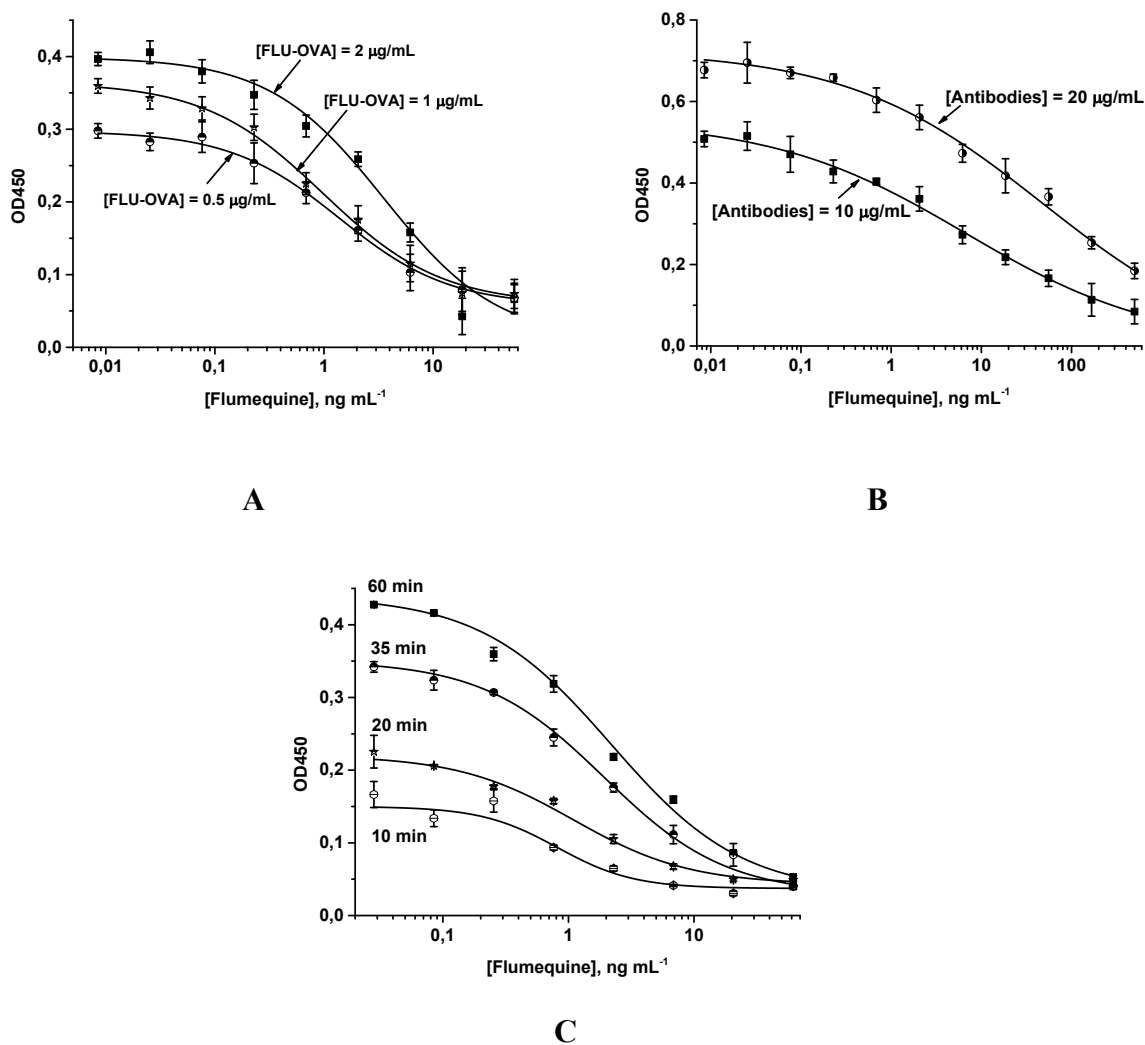 0,4
0,3
0,2
0,1
0,0
OD450
[FLU-OVA] = 2 µg/mL
[FLU-OVA] = 1 µg/mL
[FLU-OVA] = 0.5 µg/mL
0,01
0,1
1
10
[Flumequine], ng mL-1
A
0,8
0,6
0,4
0,2
0,0
OD450
[Antibodies] = 20 µg/mL
[Antibodies] = 10 µg/mL
0,01
0,1
1
10
100
[Flumequine], ng mL-1
B
0,4
0,3
0,2
0,1
0,0
OD450
60 min
35 min
20 min
10 min
0,1
1
10
[Flumequine], ng mL-1
C